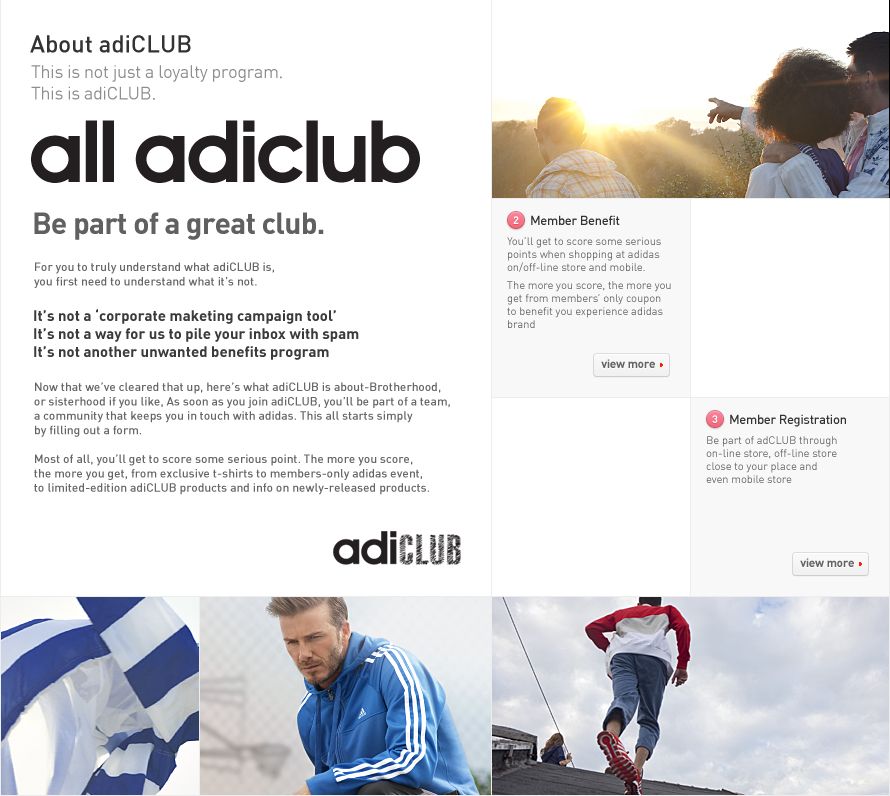 About adiCLUB
This is not just a loyalty program.
This is adiCLUB.
all adiclub
Be part of a great club.
For you to truly understand what adiCLUB is,
you first need to understand what it's not.
It's not a ‘corporate maketing campaign tool’
It's not a way for us to pile your inbox with spam
It's not another unwanted benefits program
Now that we've cleared that up, here's what adiCLUB is about-Brotherhood,
or sisterhood if you like, As soon as you join adiCLUB, you'll be part of a team,
a community that keeps you in touch with adidas. This all starts simply
by filling out a form.
Most of all, you'll get to score some serious point. The more you score,
the more you get, from exclusive t-shirts to members-only adidas event,
to limited-edition adiCLUB products and info on newly-released products.
adiCLUB
2 Member Benefit
You'll get to score some serious
points when shopping at adidas
on/off-line store and mobile.
The more you score, the more you
get from members' only coupon
to benefit you experience adidas
brand
view more
3 Member Registration
Be part of adCLUB through
on-line store, off-line store
close to your place and
even mobile store
view more
adidas